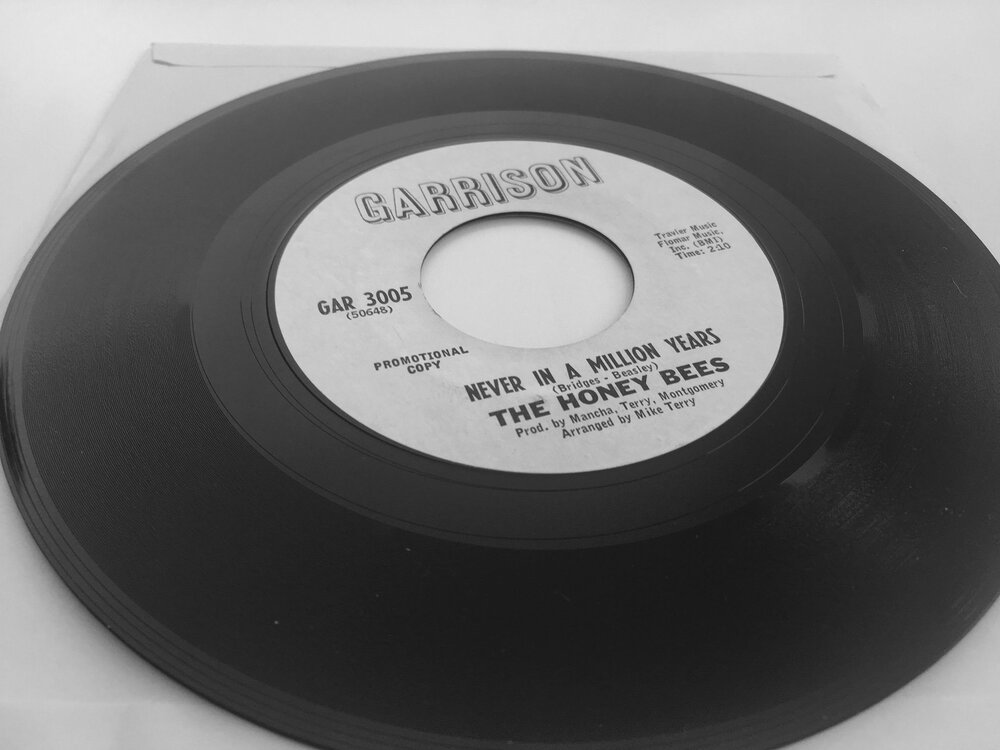 GARRISON
Travler Music
Flomar Music,
Inc. (BMI)
Time: 2:10
GAR 3005
(50648)
PROMOTIONAL
COPY
NEVER IN A MILLION YEARS
(Bridges - Beasley)
THE HONEY BEES
Prod. by Mancha, Terry, Montgomery
Arranged by Mike Terry